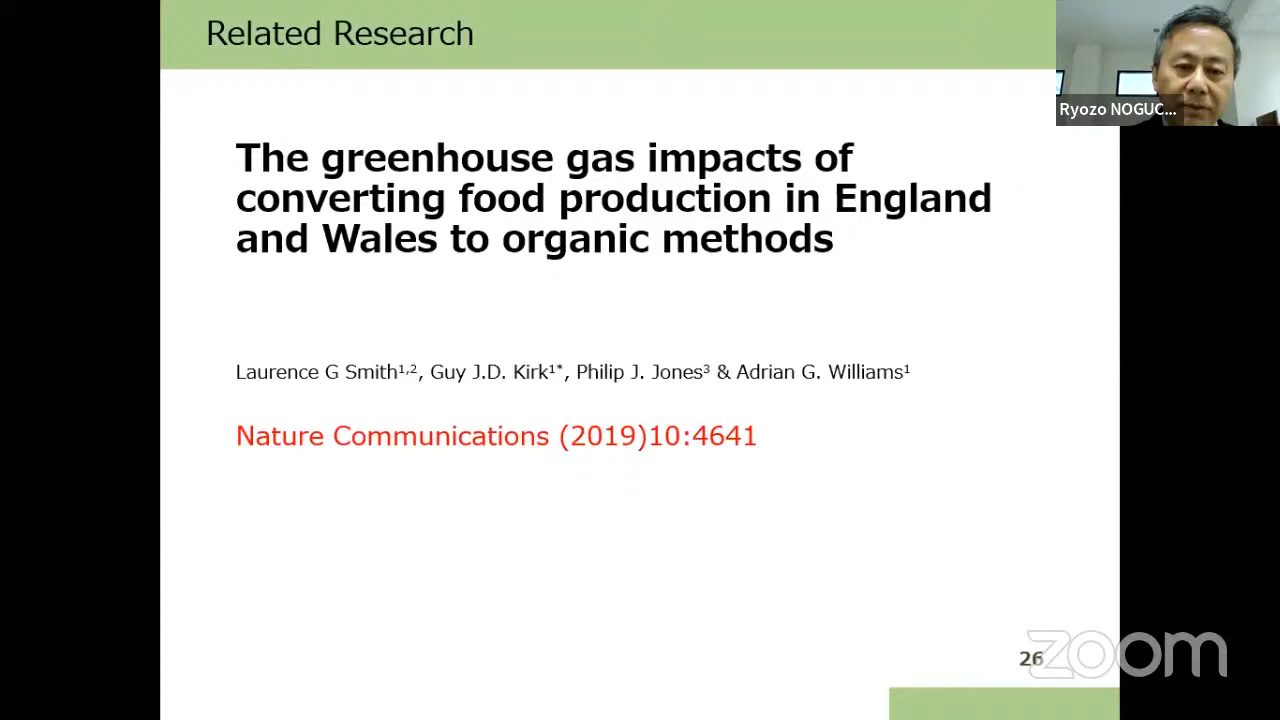 Related Research
Ryozo NOGUC...
The greenhouse gas impacts of
converting food production in England
and Wales to organic methods
Laurence G Smith¹,², Guy J.D. Kirk¹*, Philip J. Jones³ & Adrian G. Williams¹
Nature Communications (2019)10:4641
26
zoom